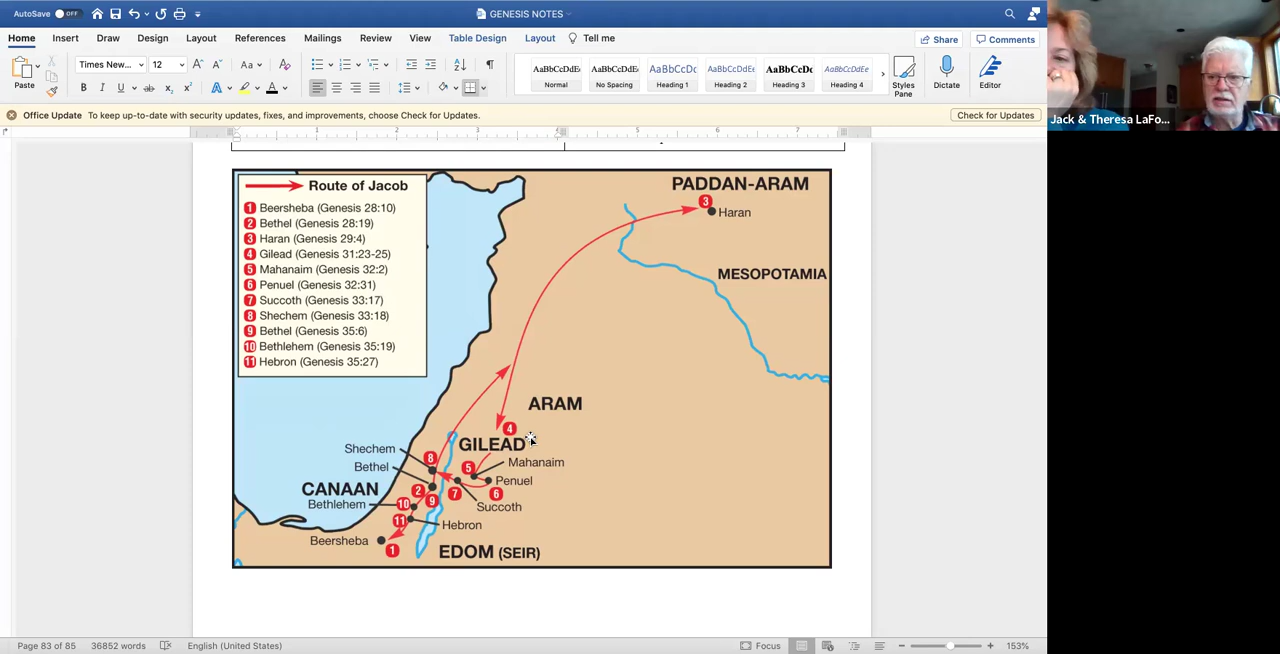 AutoSave OFF GENESIS NOTES
Home Insert Draw Design Layout References Mailings Review View Table Design Layout Tell me Share Comments
Paste
Times New... 12
AaBbCcDdEe
Normal
AaBbCcDdEe
No Spacing
AaBbCcDc
Heading 1
AaBbCcDdEe
Heading 2
AaBbCcDc
Heading 3
AaBbCcDdEe
Heading 4
Styles Pane
Dictate
Editor
Office Update To keep up-to-date with security updates, fixes, and improvements, choose Check for Updates. Check for Updates
1 2 3 4 5 6 7
Jack & Theresa LaFo...
Route of Jacob
1 Beersheba (Genesis 28:10)
2 Bethel (Genesis 28:19)
3 Haran (Genesis 29:4)
4 Gilead (Genesis 31:23-25)
5 Mahanaim (Genesis 32:2)
6 Penuel (Genesis 32:31)
7 Succoth (Genesis 33:17)
8 Shechem (Genesis 33:18)
9 Bethel (Genesis 35:6)
10 Bethlehem (Genesis 35:19)
11 Hebron (Genesis 35:27)
PADDAN-ARAM
3 Haran
MESOPOTAMIA
ARAM
4
GILEAD
Shechem 8
Mahanaim 5
Bethel
Penuel
CANAAN 2 9 7 6
Bethlehem 10
Succoth
11 Hebron
Beersheba 1
EDOM (SEIR)
Page 83 of 85 36852 words English (United States) Focus 153%